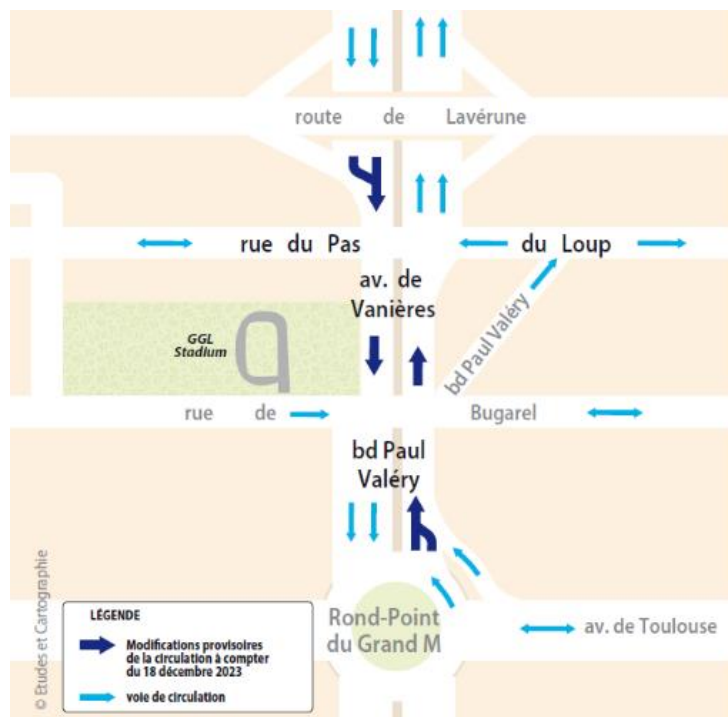 route de Lavérune
rue du Pas du Loup
av. de
Vanières
GGL
Stadium
bd Paul Valéry
rue de Bugarel
bd Paul
Valéry
Rond-Point
du Grand M
av. de Toulouse
LÉGENDE
Modifications provisoires
de la circulation à compter
du 18 décembre 2023
voie de circulation
© Etudes et Cartographie